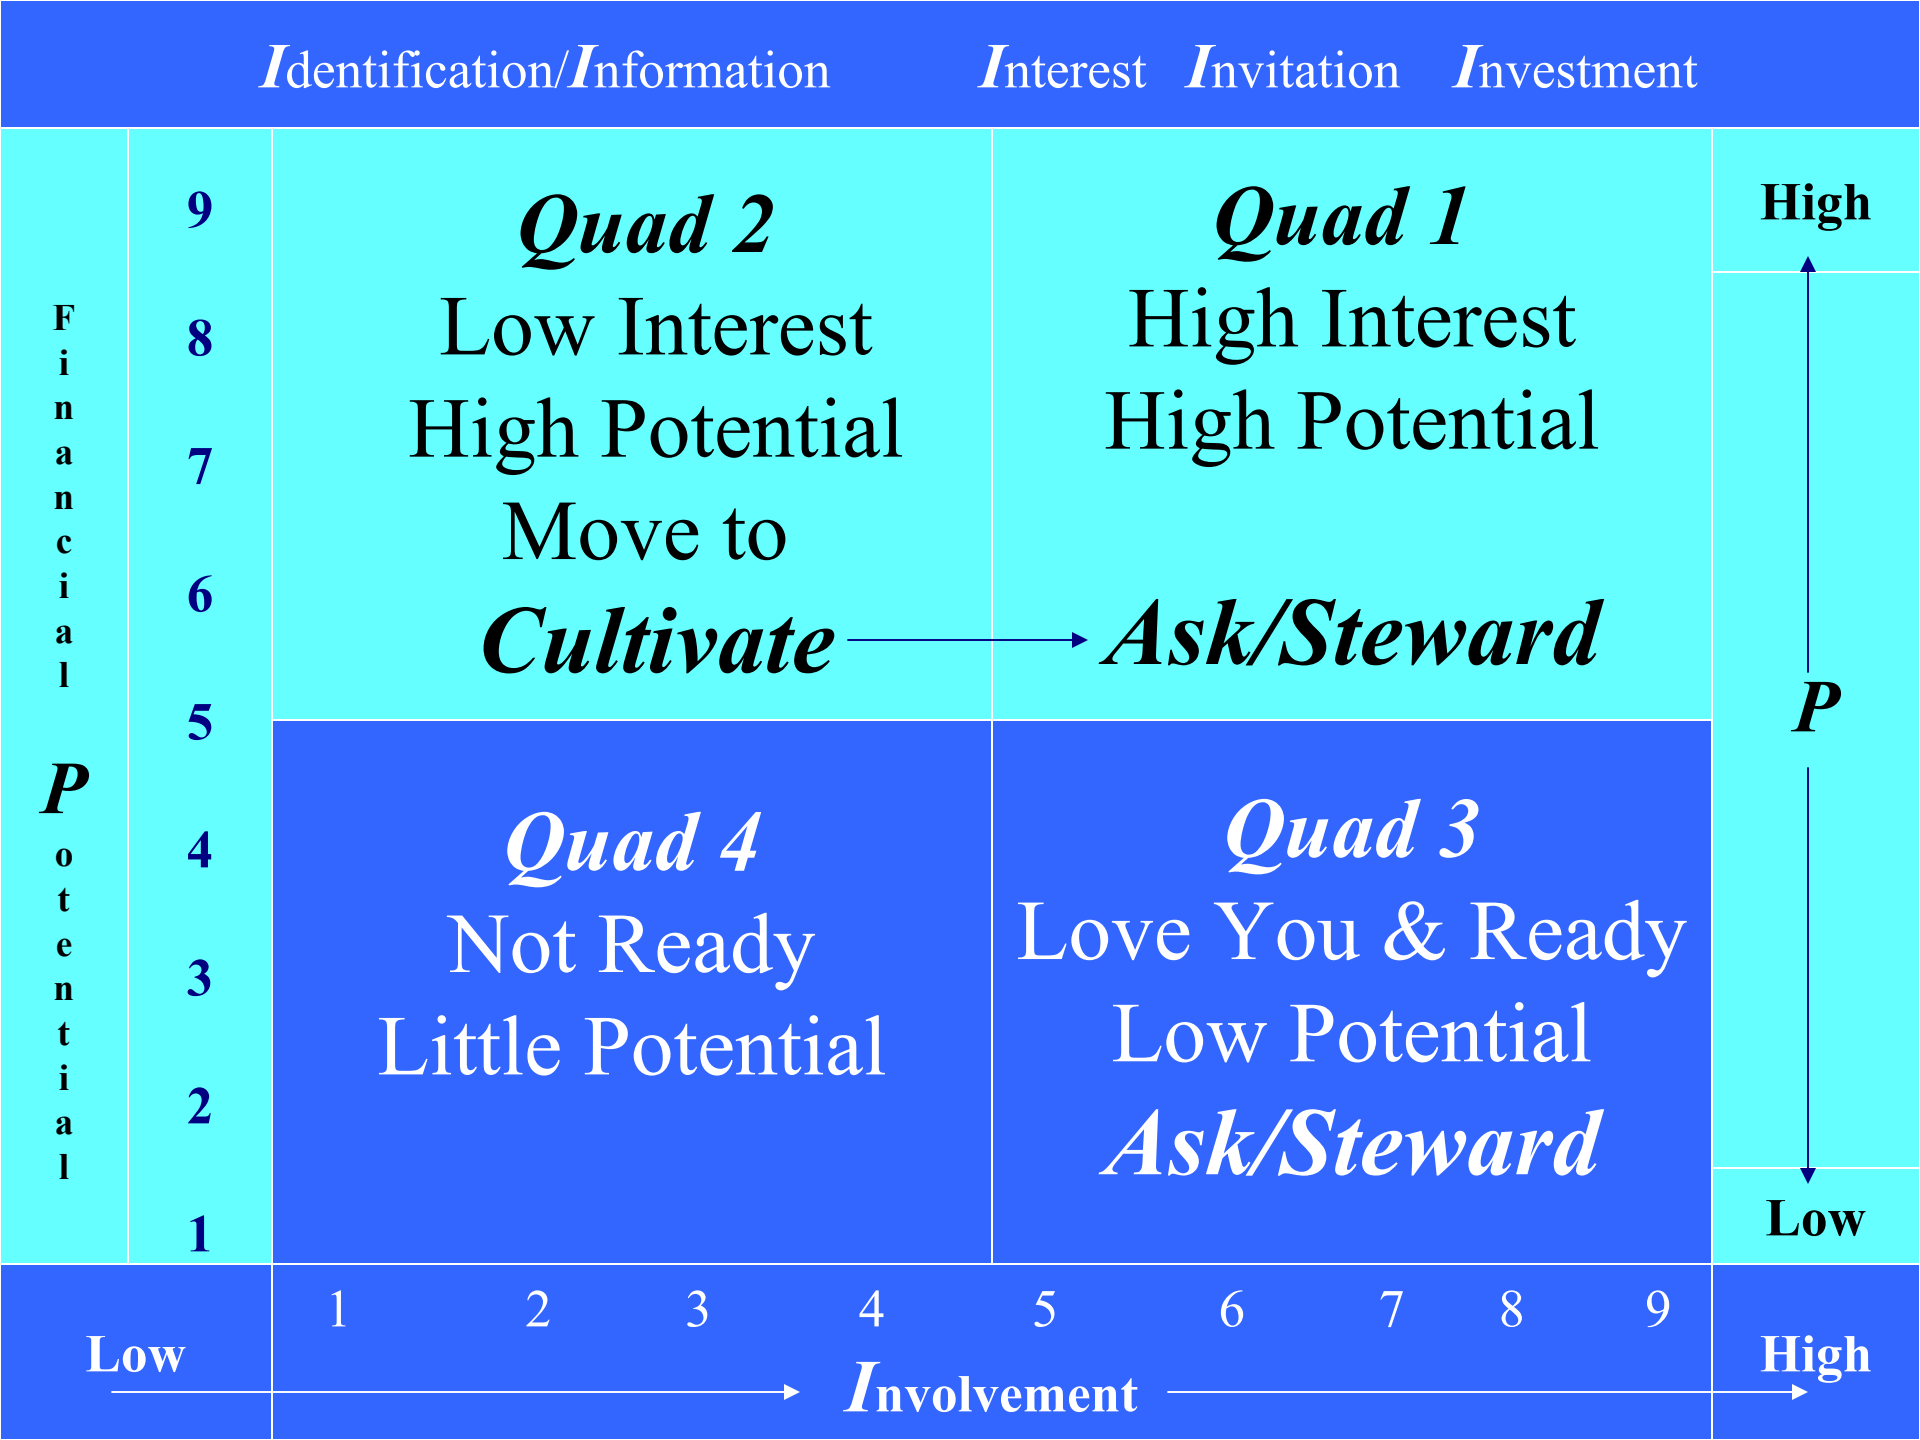 Identification/Information Interest Invitation Investment
Financial
Potential
9
8
7
6
5
4
3
2
1
Quad 2
Low Interest
High Potential
Move to
Cultivate
Quad 1
High Interest
High Potential
Ask/Steward
Quad 4
Not Ready
Little Potential
Quad 3
Love You & Ready
Low Potential
Ask/Steward
High
P
Low
Low
1 2 3 4 5 6 7 8 9
Involvement
High